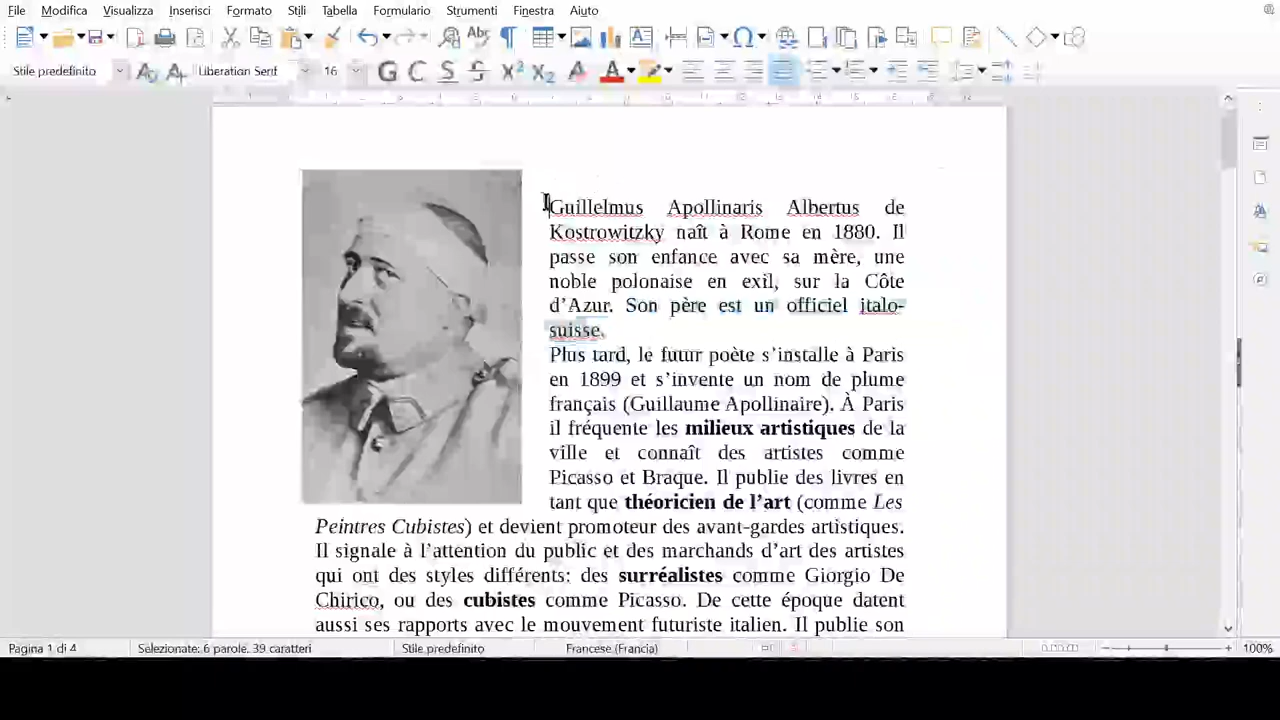 File Modifica Visualizza Inserisci Formato Stili Tabella Formulario Strumenti Finestra Aiuto
Stile predefinit Liberation Serif 16 G C S S X² X₂ A A
Guillelmus Apollinaris Albertus de
Kostrowitzky naît à Rome en 1880. Il
passe son enfance avec sa mère, une
noble polonaise en exil, sur la Côte
d’Azur. Son père est un officiel italo-
suisse.
Plus tard, le futur poète s’installe à Paris
en 1899 et s’invente un nom de plume
français (Guillaume Apollinaire). À Paris
il fréquente les milieux artistiques de la
ville et connaît des artistes comme
Picasso et Braque. Il publie des livres en
tant que théoricien de l’art (comme Les
Peintres Cubistes) et devient promoteur des avant-gardes artistiques.
Il signale à l’attention du public et des marchands d’art des artistes
qui ont des styles différents: des surréalistes comme Giorgio De
Chirico, ou des cubistes comme Picasso. De cette époque datent
aussi ses rapports avec le mouvement futuriste italien. Il publie son
Pagina 1 di 4 Selezionate: 6 parole, 39 caratteri Stile predefinito Francese (Francia) 100%